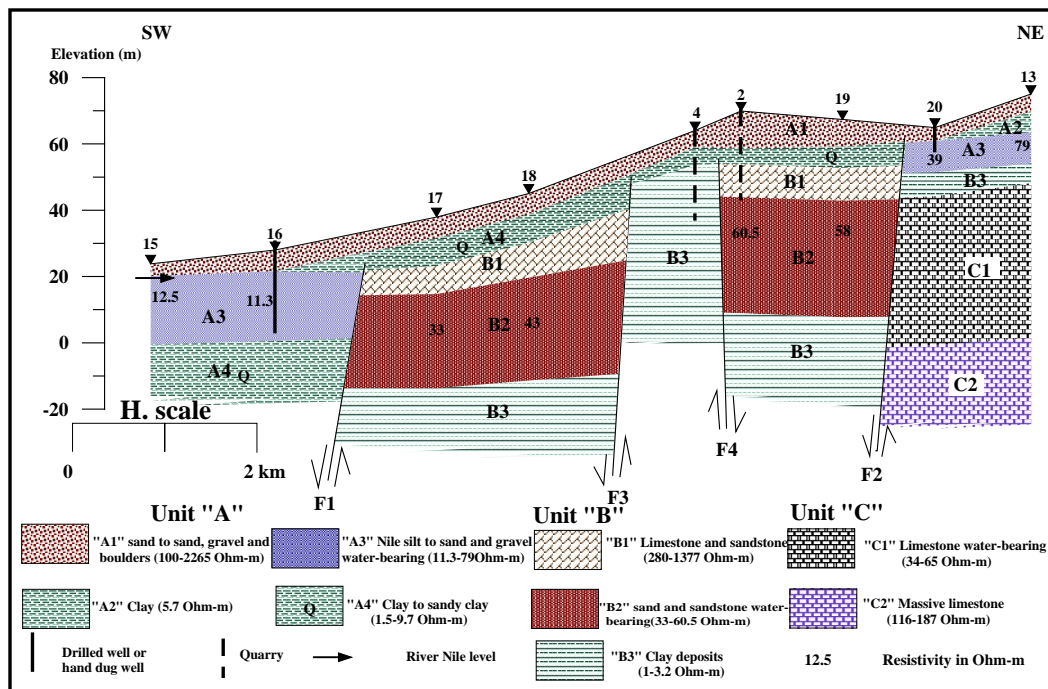 SW
NE
Elevation (m)
80
60
40
20
0
-20
15
16
17
18
4
2
19
20
13
A1
A2
79
A3
39
B3
Q
B1
60.5
58
B2
C1
B3
C2
A4
Q
B1
B3
12.5
11.3
A3
33
B2
43
A4 Q
B3
H. scale
0
2 km
F1
F3
F4
F2
Unit "A"
Unit "B"
Unit "C"
"A1" sand to sand, gravel and
boulders (100-2265 Ohm-m)
"A3" Nile silt to sand and gravel
water-bearing (11.3-79Ohm-m)
"B1" Limestone and sandstone
280-1377 Ohm-m)
"C1" Limestone water-bearing
(34-65 Ohm-m)
"A2" Clay (5.7 Ohm-m)
Q
"A4" Clay to sandy clay
(1.5-9.7 Ohm-m)
"B2" sand and sandstone water-
bearing(33-60.5 Ohm-m)
"C2" Massive limestone
(116-187 Ohm-m)
Drilled well or
hand dug well
Quarry
River Nile level
"B3" Clay deposits
(1-3.2 Ohm-m)
12.5
Resistivity in Ohm-m